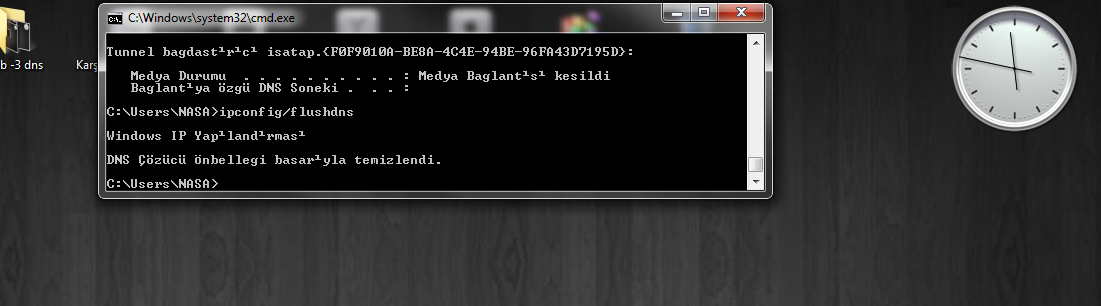 C:\Windows\system32\cmd.exe
Tunnel bagdast¹r¹c¹ isatap.{F0F9010A-BE8A-4C4E-94BE-96FA43D7195D}:
Medya Durumu . . . . . . . . . . : Medya Baglant¹s¹ kesildi
Baglant¹ya özgü DNS Soneki . . . :
C:\Users\NASA>ipconfig/flushdns
Windows IP Yap¹land¹rmas¹
DNS Çözücü önbellegi basar¹yla temizlendi.
C:\Users\NASA>
b -3 dns
Karş